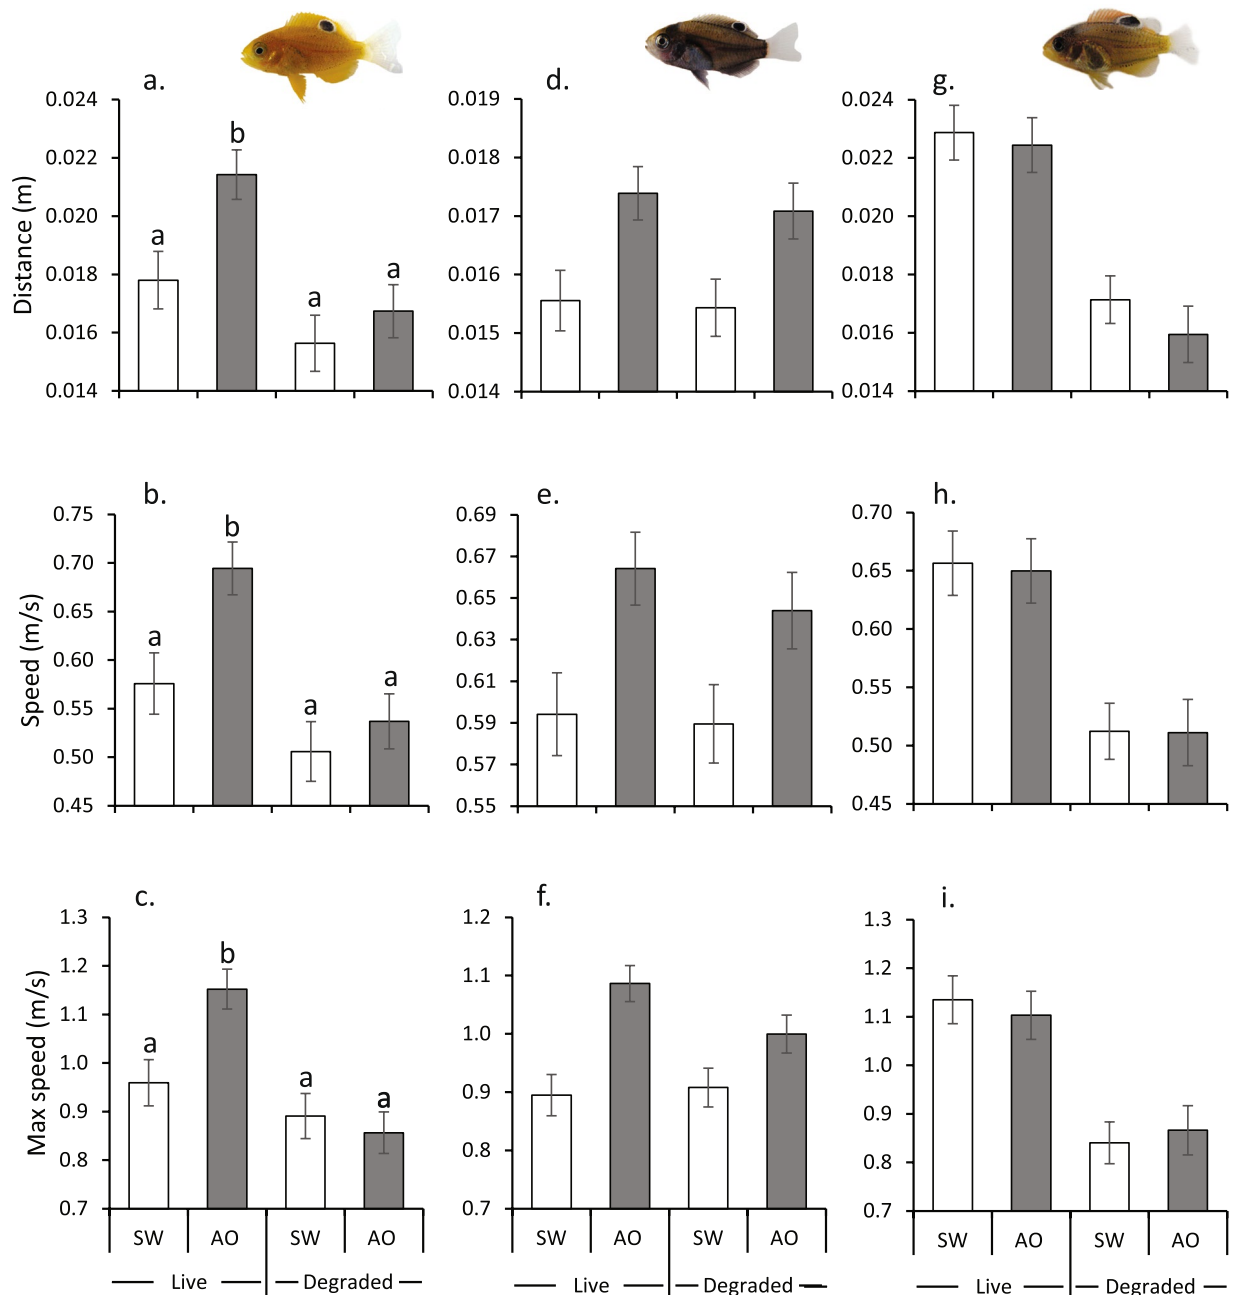 a.
d.
g.
Distance (m)
0.024
0.022
0.020
0.018
0.016
0.014
a
b
a
a
0.019
0.018
0.017
0.016
0.015
0.014
0.024
0.022
0.020
0.018
0.016
0.014
b.
e.
h.
Speed (m/s)
0.75
0.70
0.65
0.60
0.55
0.50
0.45
a
b
a
a
0.69
0.67
0.65
0.63
0.61
0.59
0.57
0.55
0.70
0.65
0.60
0.55
0.50
0.45
c.
f.
i.
Max speed (m/s)
1.3
1.2
1.1
1.0
0.9
0.8
0.7
a
b
a
a
1.2
1.1
1.0
0.9
0.8
0.7
1.3
1.2
1.1
1.0
0.9
0.8
0.7
SW AO SW AO
Live Degraded
SW AO SW AO
Live Degraded
SW AO SW AO
Live Degraded